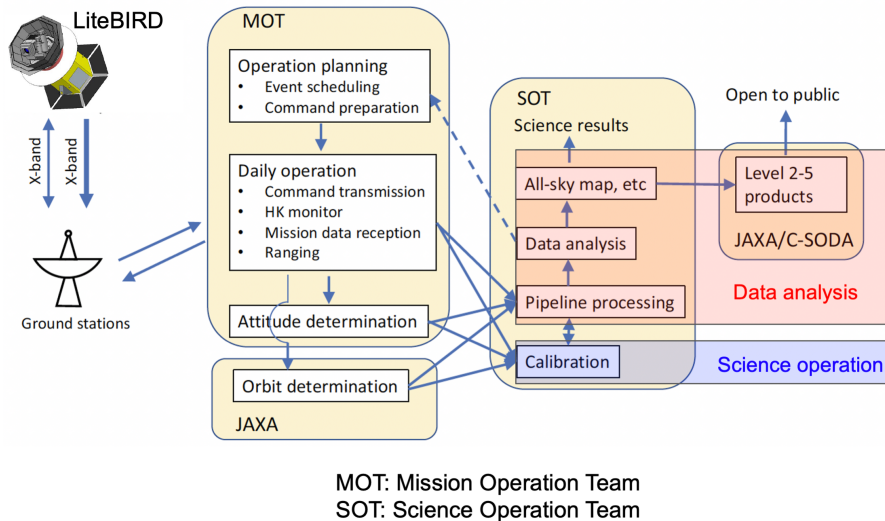 LiteBIRD
X-band
X-band
Ground stations
MOT
Operation planning
• Event scheduling
• Command preparation
Daily operation
• Command transmission
• HK monitor
• Mission data reception
• Ranging
Attitude determination
Orbit determination
JAXA
SOT
Science results
All-sky map, etc
Data analysis
Pipeline processing
Calibration
Open to public
Level 2-5
products
JAXA/C-SODA
Data analysis
Science operation
MOT: Mission Operation Team
SOT: Science Operation Team